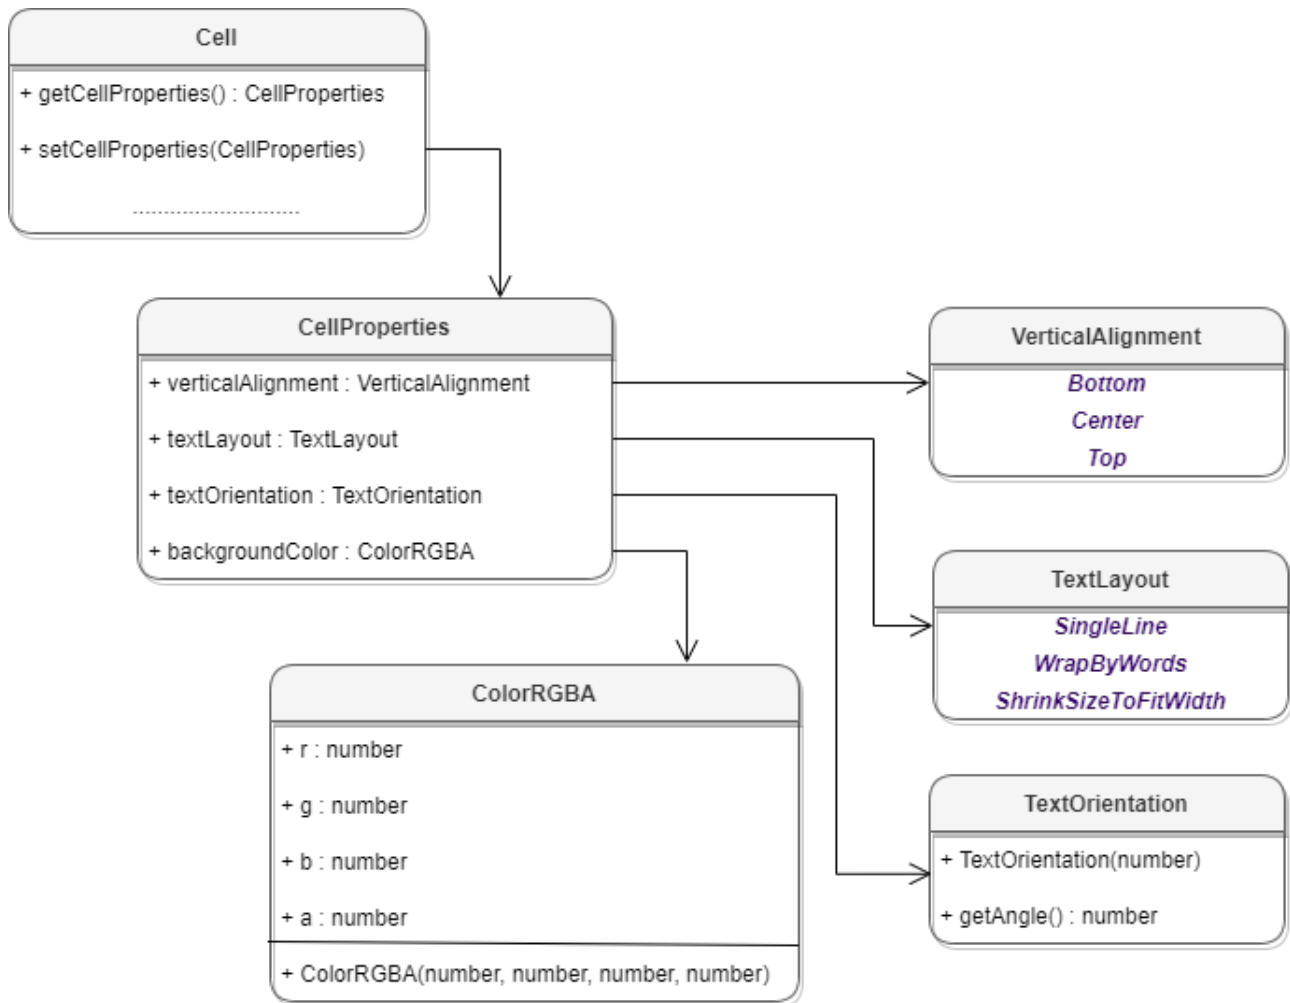 Cell
+ getCellProperties() : CellProperties
+ setCellProperties(CellProperties)
CellProperties
+ verticalAlignment : VerticalAlignment
+ textLayout : TextLayout
+ textOrientation : TextOrientation
+ backgroundColor : ColorRGBA
VerticalAlignment
Bottom
Center
Top
TextLayout
SingleLine
WrapByWords
ShrinkSizeToFitWidth
ColorRGBA
+ r : number
+ g : number
+ b : number
+ a : number
+ ColorRGBA(number, number, number, number)
TextOrientation
+ TextOrientation(number)
+ getAngle() : number